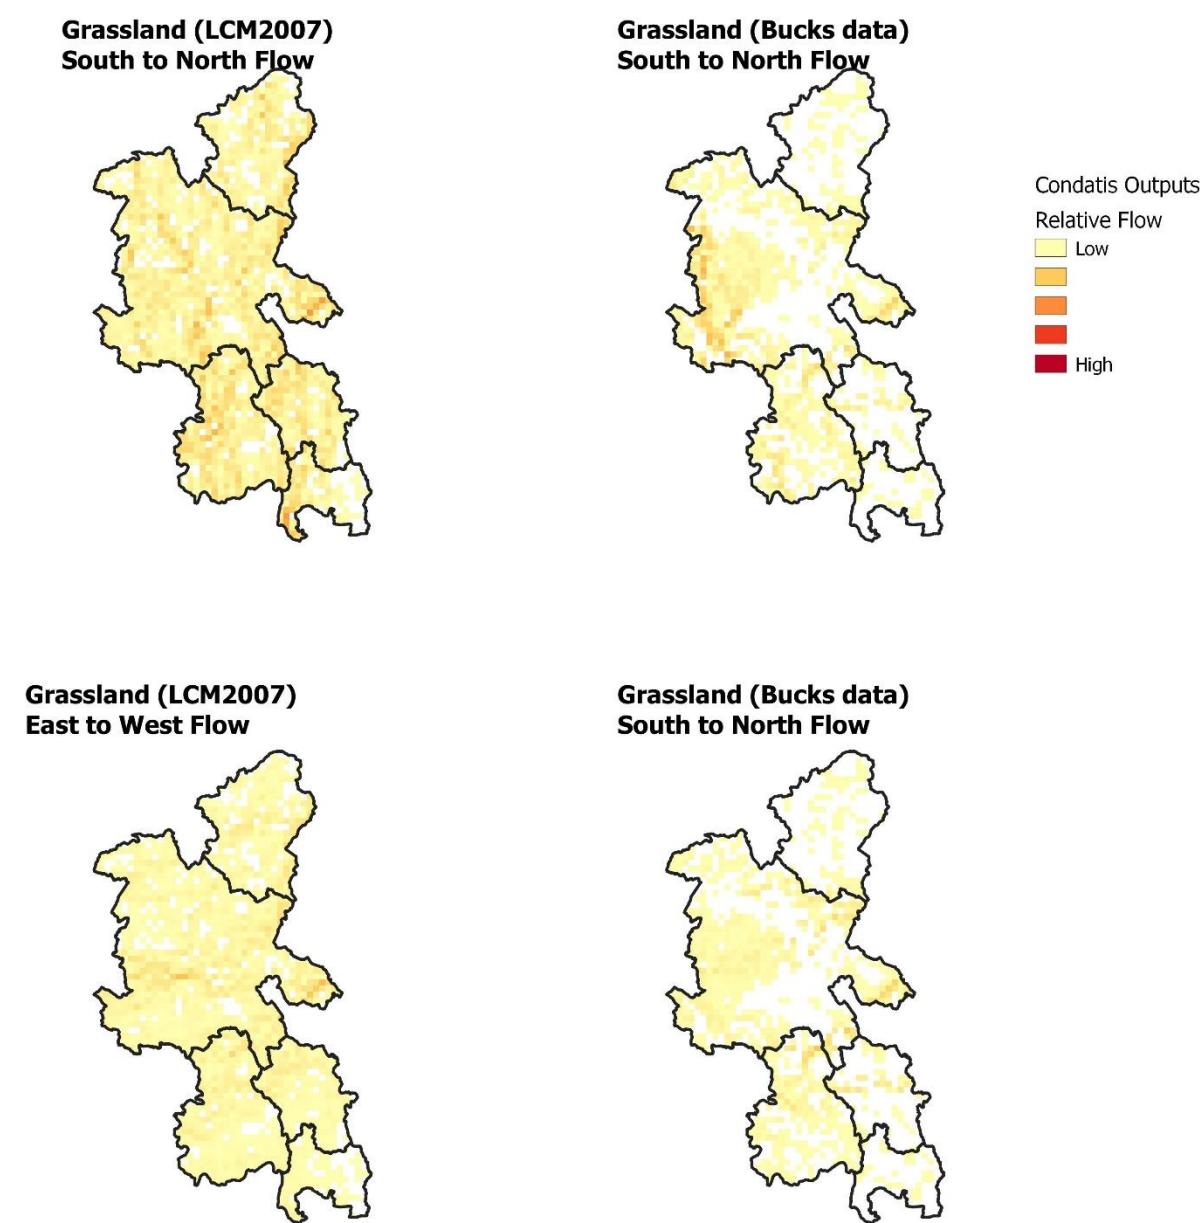 Grassland (LCM2007)
South to North Flow
Grassland (Bucks data)
South to North Flow
Condatis Outputs
Relative Flow
Low
High
Grassland (LCM2007)
East to West Flow
Grassland (Bucks data)
South to North Flow